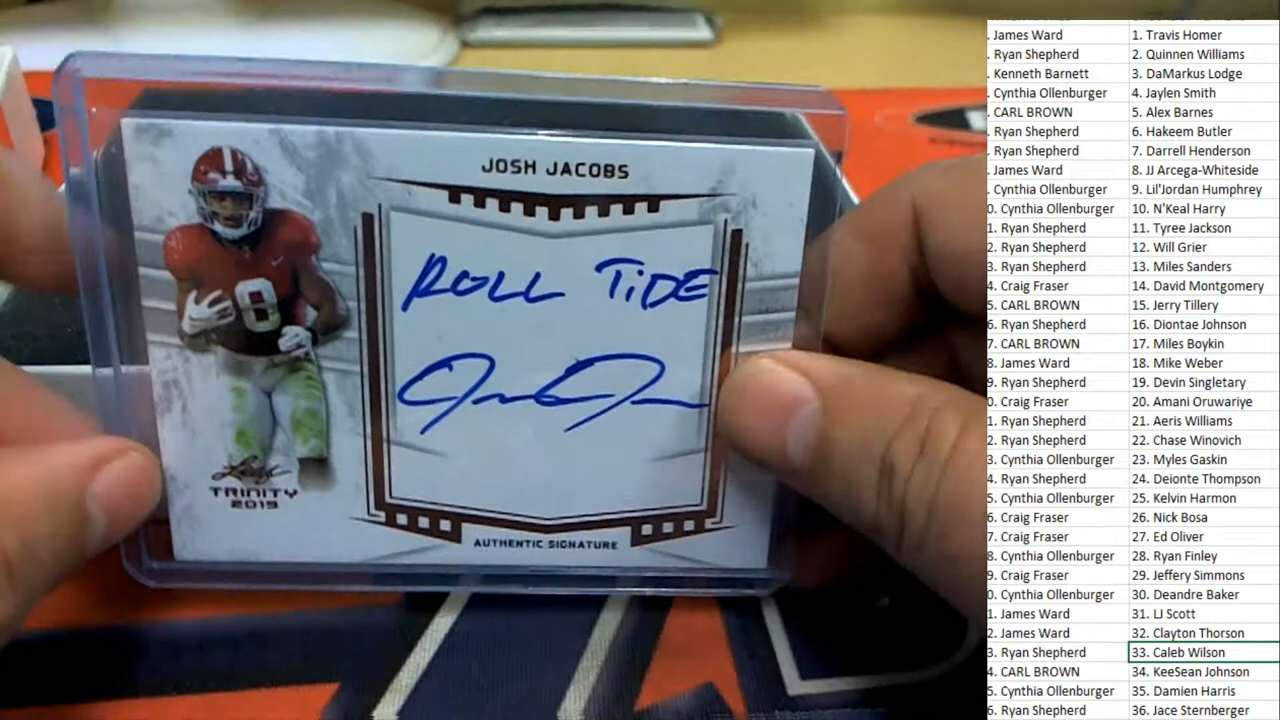 JOSH JACOBS
ROLL TIDE
8
Leaf
TRINITY
2019
AUTHENTIC SIGNATURE
. James Ward 1. Travis Homer
. Ryan Shepherd 2. Quinnen Williams
. Kenneth Barnett 3. DaMarkus Lodge
. Cynthia Ollenburger 4. Jaylen Smith
. CARL BROWN 5. Alex Barnes
. Ryan Shepherd 6. Hakeem Butler
. Ryan Shepherd 7. Darrell Henderson
. James Ward 8. JJ Arcega-Whiteside
. Cynthia Ollenburger 9. Lil'Jordan Humphrey
0. Cynthia Ollenburger 10. N'Keal Harry
1. Ryan Shepherd 11. Tyree Jackson
2. Ryan Shepherd 12. Will Grier
3. Ryan Shepherd 13. Miles Sanders
4. Craig Fraser 14. David Montgomery
5. CARL BROWN 15. Jerry Tillery
6. Ryan Shepherd 16. Diontae Johnson
7. CARL BROWN 17. Miles Boykin
8. James Ward 18. Mike Weber
9. Ryan Shepherd 19. Devin Singletary
0. Craig Fraser 20. Amani Oruwariye
1. Ryan Shepherd 21. Aeris Williams
2. Ryan Shepherd 22. Chase Winovich
3. Cynthia Ollenburger 23. Myles Gaskin
4. Ryan Shepherd 24. Deionte Thompson
5. Cynthia Ollenburger 25. Kelvin Harmon
6. Craig Fraser 26. Nick Bosa
7. Craig Fraser 27. Ed Oliver
8. Cynthia Ollenburger 28. Ryan Finley
9. Craig Fraser 29. Jeffery Simmons
0. Cynthia Ollenburger 30. Deandre Baker
1. James Ward 31. LJ Scott
2. James Ward 32. Clayton Thorson
3. Ryan Shepherd 33. Caleb Wilson
4. CARL BROWN 34. KeeSean Johnson
5. Cynthia Ollenburger 35. Damien Harris
6. Ryan Shepherd 36. Jace Sternberger